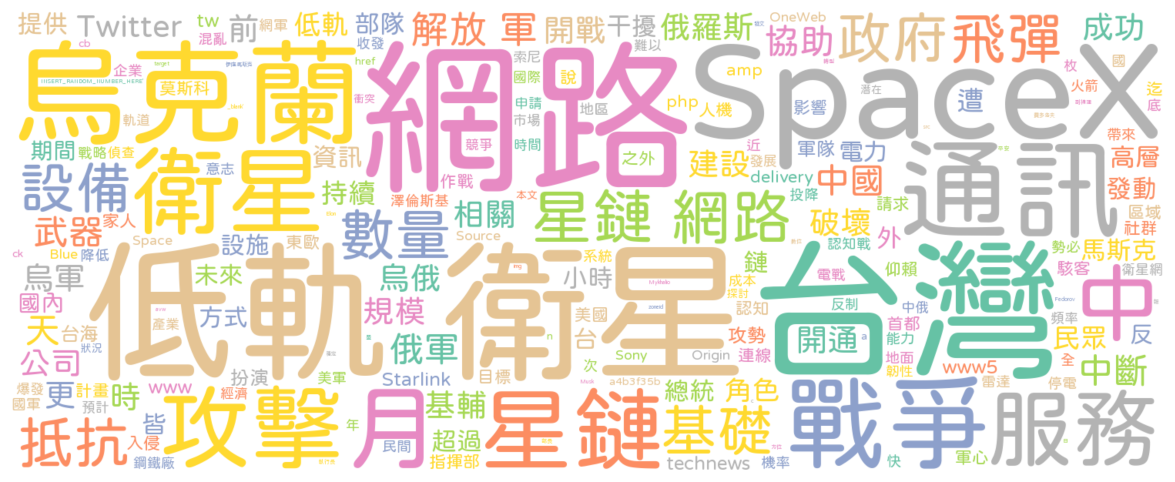 提供 Twitter tw 混亂 前 網軍 低軌 部隊 解放 軍 開戰 干擾 俄羅斯 OneWeb 協助 政府 飛彈 成功
烏克蘭 網路 SpaceX
企業 INSERT_RANDOM_NUMBER_HERE 莫斯科 收發 href 衝突 索尼 難以 國際 說 申請 市場 地區 amp php 人機 影響 潛在 遭 枚 火箭 國 迄 底
軌道 期間 戰略 偵查 意志 資訊 競爭 時間 之外 近 發展 建設 軍隊 電力 帶來 高層
設備 衛星 持續 作戰 澤倫斯基 本文 delivery 投降 中國 通訊 發動
武器 家人 數量 相關 星鏈 網路 破壞 請求 外 區域 社群
Space Blue 降低 設施 東歐 Source 認知戰 勢必 馬斯克
ck 烏軍 未來 烏俄 小時 系統 鏈 電戰 仰賴 駭客 衛星網
低軌 衛星 台灣 中
國內 方式 規模 美國 成本 探討 認知 反制 中俄 頻率
天 台海 產業 俄軍 台 攻勢 開通 首都 能力 民眾 反
公司 狀況 扮演 美軍 Starlink 目標 n 次 Sony Origin 連線 地面 韌性 www5 全 中斷
爆發 國軍 更 計畫 預計 時 www 經濟 a4b3f35b 總統 角色 雷達 停電
抵抗 入侵 皆 攻擊 年 月 基輔 星鏈 基礎 戰爭 服務
鋼鐵廠 民間 超過 指揮部 technews 機率 快 軍心